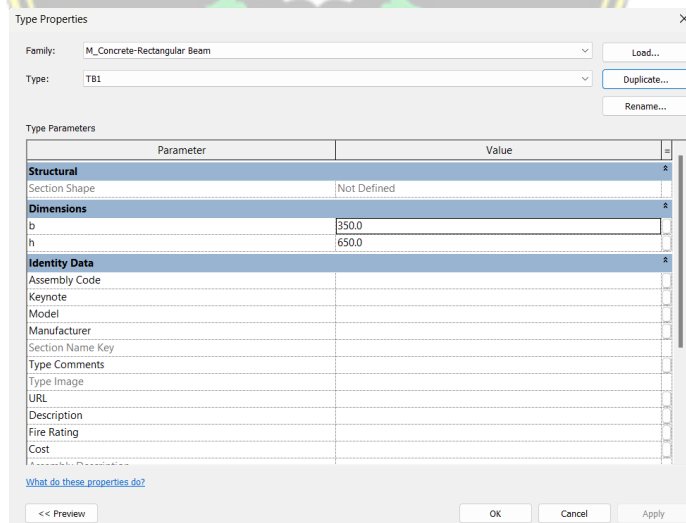 Type Properties
Family: M_Concrete-Rectangular Beam Load...
Type: TB1 Duplicate...
Rename...
Type Parameters
Parameter Value =
Structural
Section Shape Not Defined
Dimensions
b 350.0
h 650.0
Identity Data
Assembly Code
Keynote
Model
Manufacturer
Section Name Key
Type Comments
Type Image
URL
Description
Fire Rating
Cost
Assembly Description
What do these properties do?
<< Preview OK Cancel Apply